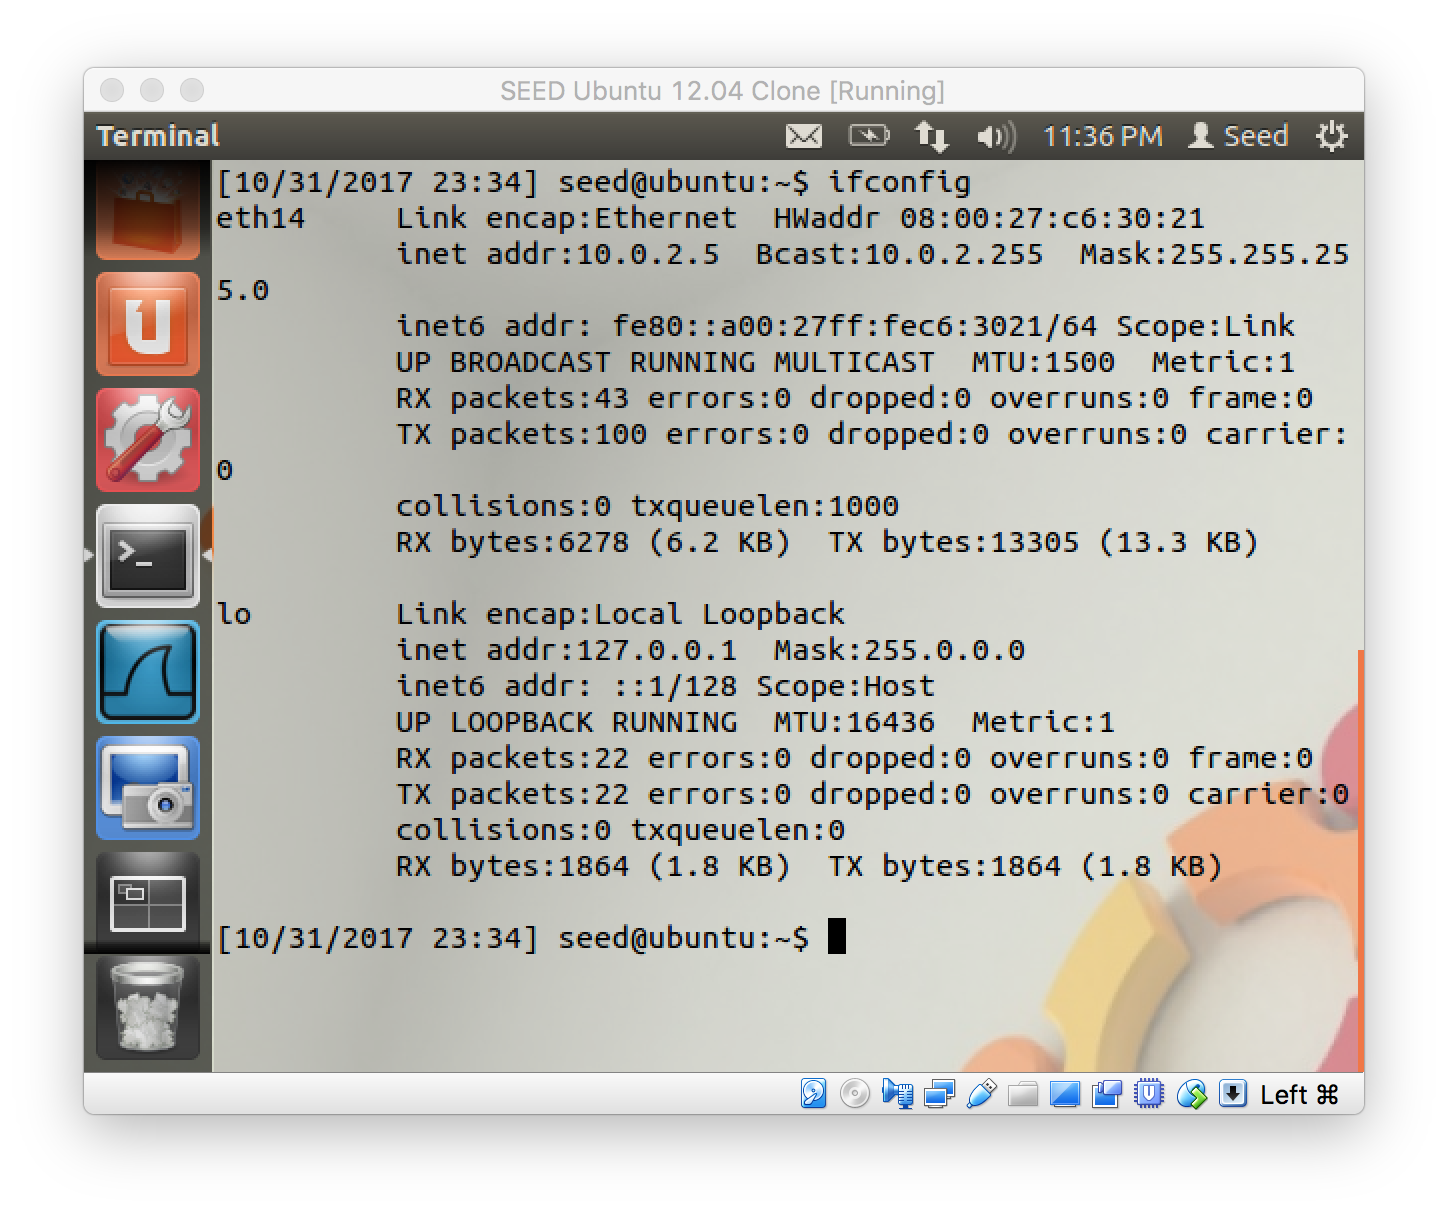 SEED Ubuntu 12.04 Clone [Running]
Terminal 11:36 PM Seed
[10/31/2017 23:34] seed@ubuntu:~$ ifconfig
eth14     Link encap:Ethernet  HWaddr 08:00:27:c6:30:21
          inet addr:10.0.2.5  Bcast:10.0.2.255  Mask:255.255.25
5.0
          inet6 addr: fe80::a00:27ff:fec6:3021/64 Scope:Link
          UP BROADCAST RUNNING MULTICAST  MTU:1500  Metric:1
          RX packets:43 errors:0 dropped:0 overruns:0 frame:0
          TX packets:100 errors:0 dropped:0 overruns:0 carrier:
0
          collisions:0 txqueuelen:1000
          RX bytes:6278 (6.2 KB)  TX bytes:13305 (13.3 KB)
lo        Link encap:Local Loopback
          inet addr:127.0.0.1  Mask:255.0.0.0
          inet6 addr: ::1/128 Scope:Host
          UP LOOPBACK RUNNING  MTU:16436  Metric:1
          RX packets:22 errors:0 dropped:0 overruns:0 frame:0
          TX packets:22 errors:0 dropped:0 overruns:0 carrier:0
          collisions:0 txqueuelen:0
          RX bytes:1864 (1.8 KB)  TX bytes:1864 (1.8 KB)
[10/31/2017 23:34] seed@ubuntu:~$
Left ⌘